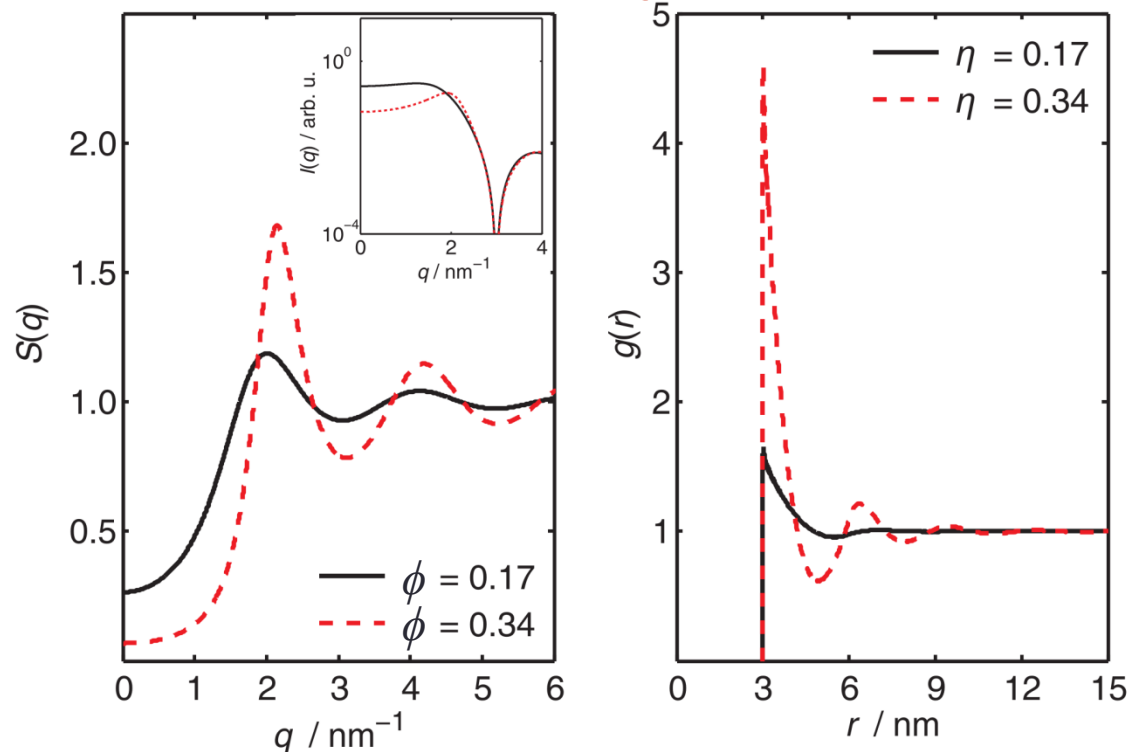 S(q)
2.0
1.5
1.0
0.5
0 1 2 3 4 5 6
q / nm⁻¹
ϕ = 0.17
ϕ = 0.34
I(q) / arb. u.
10⁰
10⁻⁴
0 2 4
q / nm⁻¹
g(r)
5
4
3
2
1
0 3 6 9 12 15
r / nm
η = 0.17
η = 0.34